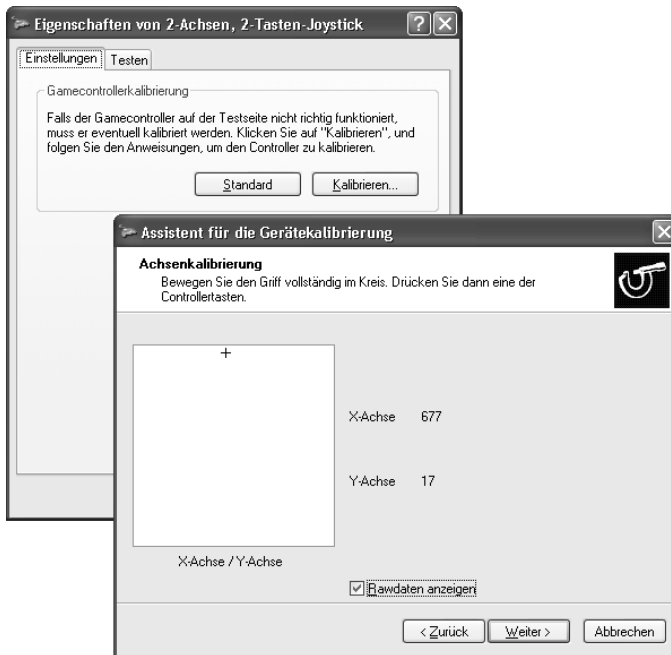 Eigenschaften von 2-Achsen, 2-Tasten-Joystick
Einstellungen Testen
Gamecontrollerkalibrierung
Falls der Gamecontroller auf der Testseite nicht richtig funktioniert,
muss er eventuell kalibriert werden. Klicken Sie auf "Kalibrieren", und
folgen Sie den Anweisungen, um den Controller zu kalibrieren.
Standard Kalibrieren...
Assistent für die Gerätekalibrierung
Achsenkalibrierung
Bewegen Sie den Griff vollständig im Kreis. Drücken Sie dann eine der
Controllertasten.
X-Achse 677
Y-Achse 17
X-Achse / Y-Achse
Rawdaten anzeigen
< Zurück Weiter > Abbrechen